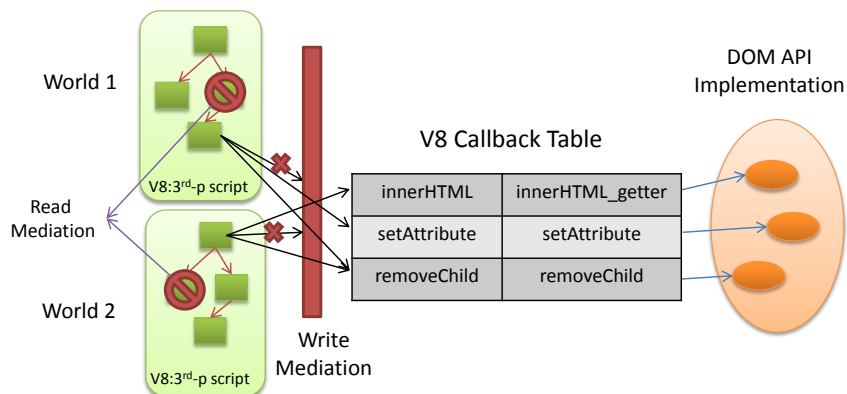 World 1
V8:3rd-p script
Read
Mediation
World 2
V8:3rd-p script
Write
Mediation
V8 Callback Table
innerHTML innerHTML_getter
setAttribute setAttribute
removeChild removeChild
DOM API
Implementation